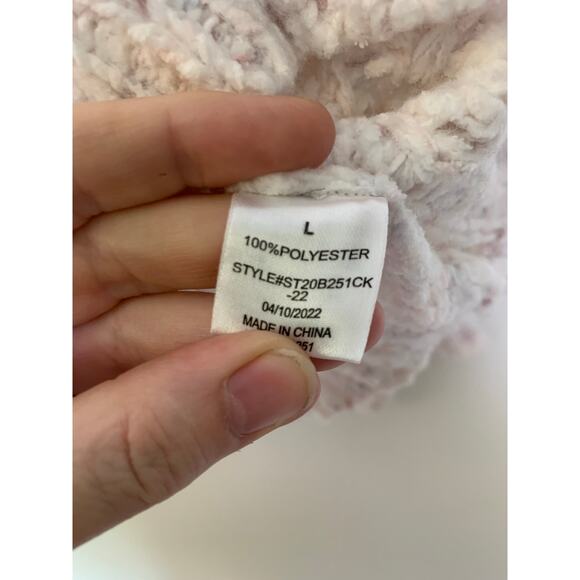 L
100%POLYESTER
STYLE#ST20B251CK
-22
04/10/2022
MADE IN CHINA